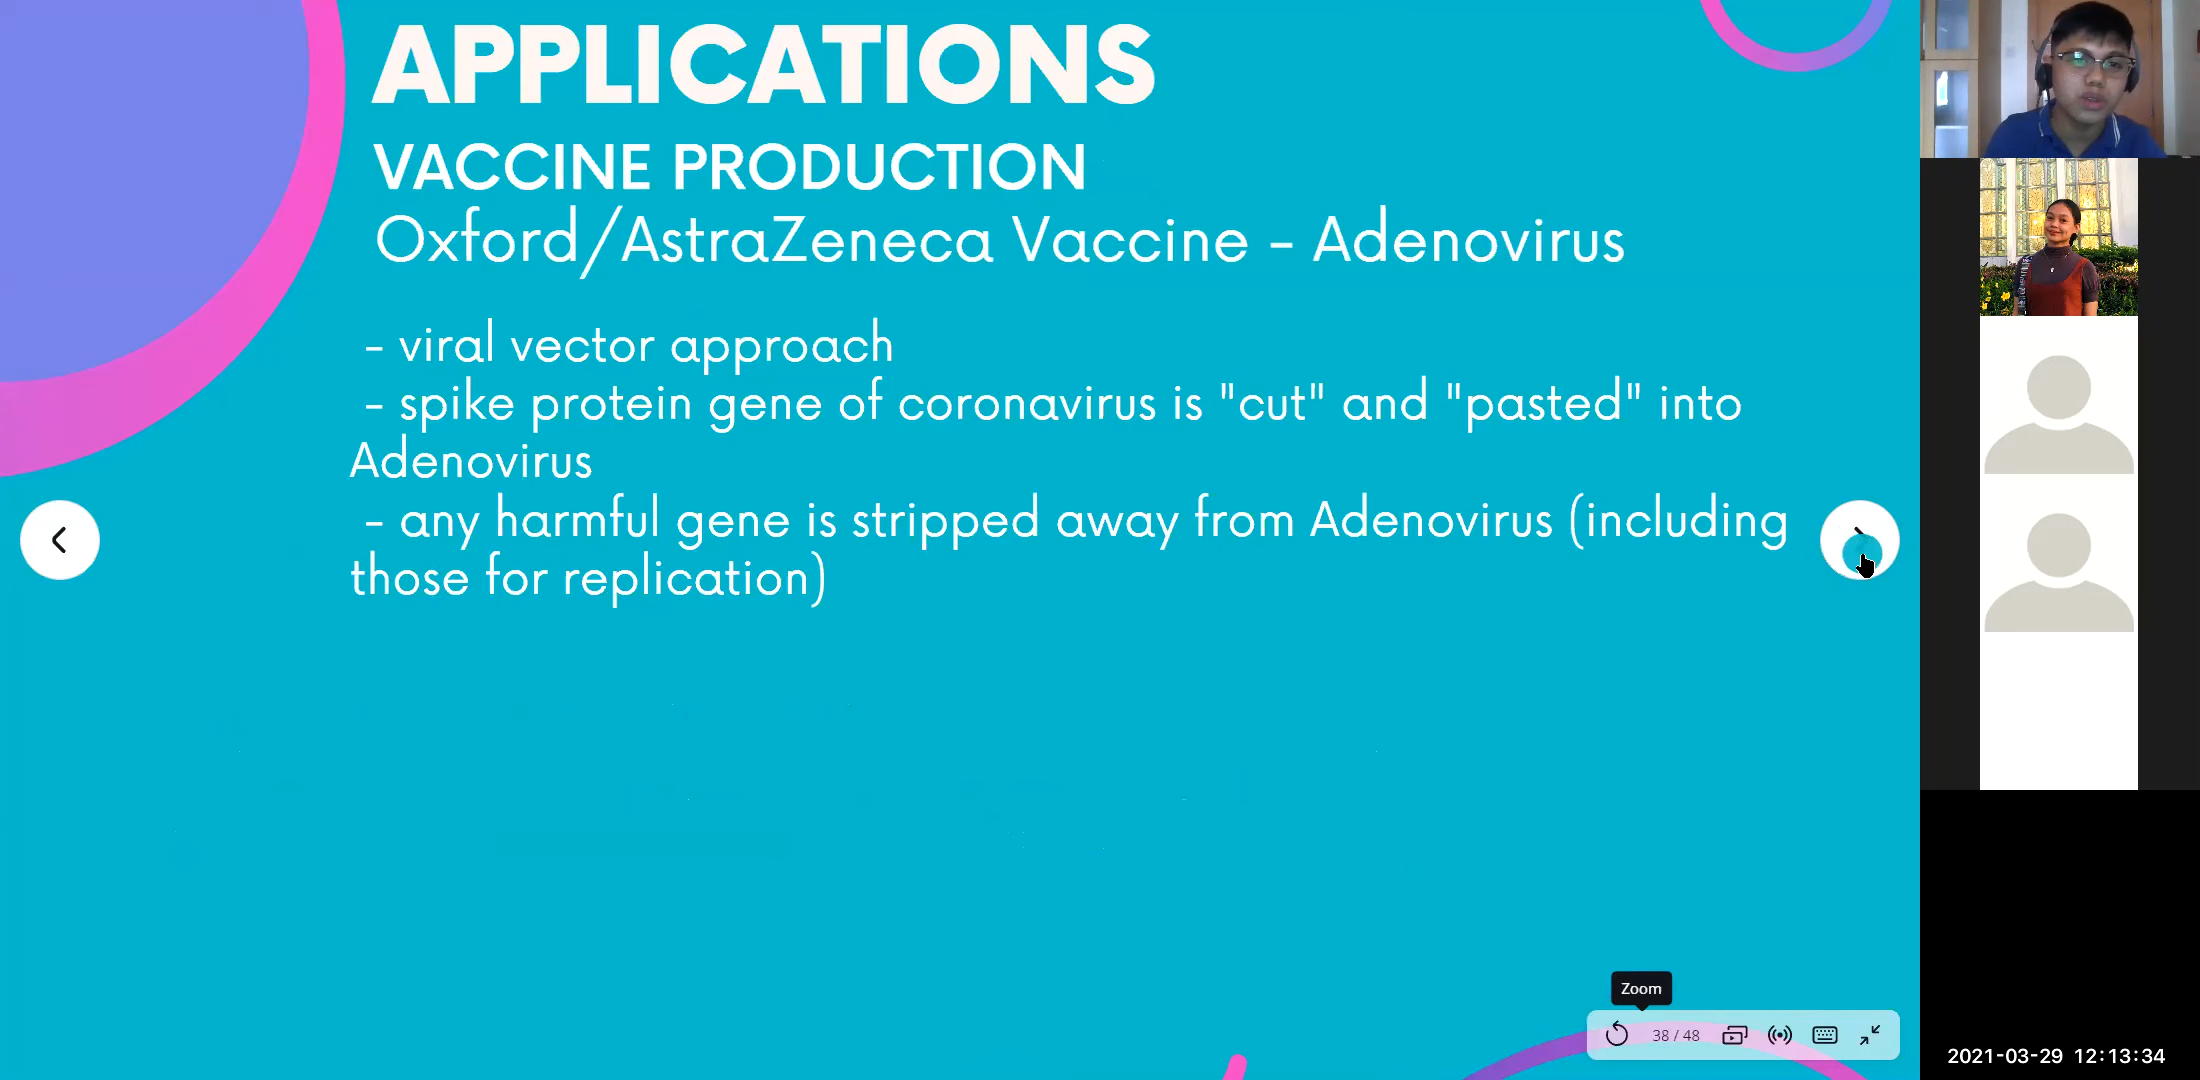 APPLICATIONS
VACCINE PRODUCTION
Oxford/AstraZeneca Vaccine - Adenovirus
- viral vector approach
- spike protein gene of coronavirus is "cut" and "pasted" into
Adenovirus
- any harmful gene is stripped away from Adenovirus (including
those for replication)
Zoom
38 / 48
2021-03-29 12:13:34